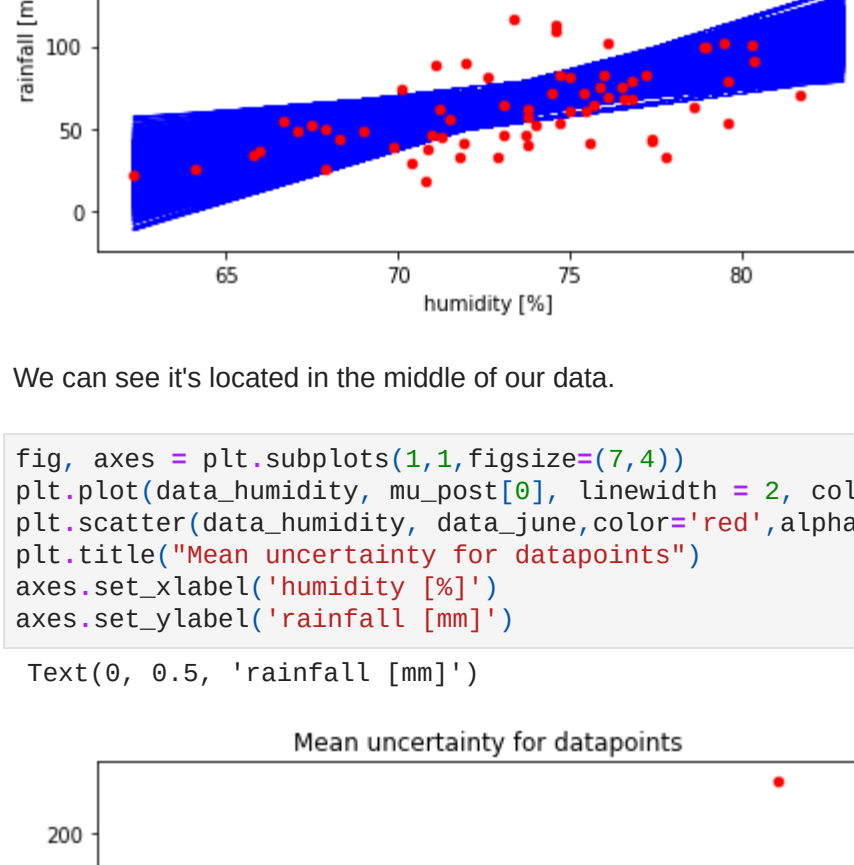 rainfall [m
100
50
0
65 70 75 80
humidity [%]
We can see it's located in the middle of our data.
fig, axes = plt.subplots(1,1,figsize=(7,4))
plt.plot(data_humidity, mu_post[0], linewidth = 2, col
plt.scatter(data_humidity, data_june,color='red',alpha
plt.title("Mean uncertainty for datapoints")
axes.set_xlabel('humidity [%]')
axes.set_ylabel('rainfall [mm]')
Text(0, 0.5, 'rainfall [mm]')
Mean uncertainty for datapoints
200